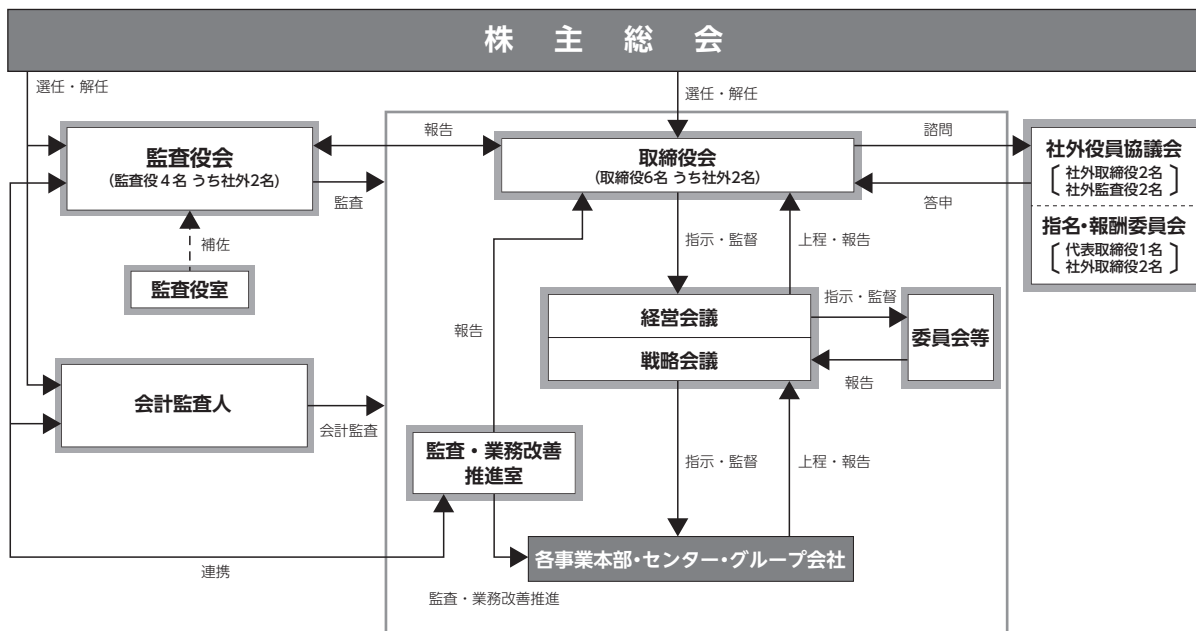 株主総会
選任・解任
選任・解任
監査役会
(監査役4名 うち社外2名)
報告
取締役会
(取締役6名 うち社外2名)
諮問
社外役員協議会
社外取締役2名
社外監査役2名
監査
答申
指名・報酬委員会
代表取締役1名
社外取締役2名
補佐
監査役室
指示・監督
上程・報告
経営会議
戦略会議
指示・監督
委員会等
報告
報告
会計監査人
会計監査
監査・業務改善
推進室
指示・監督
上程・報告
各事業本部・センター・グループ会社
連携
監査・業務改善推進